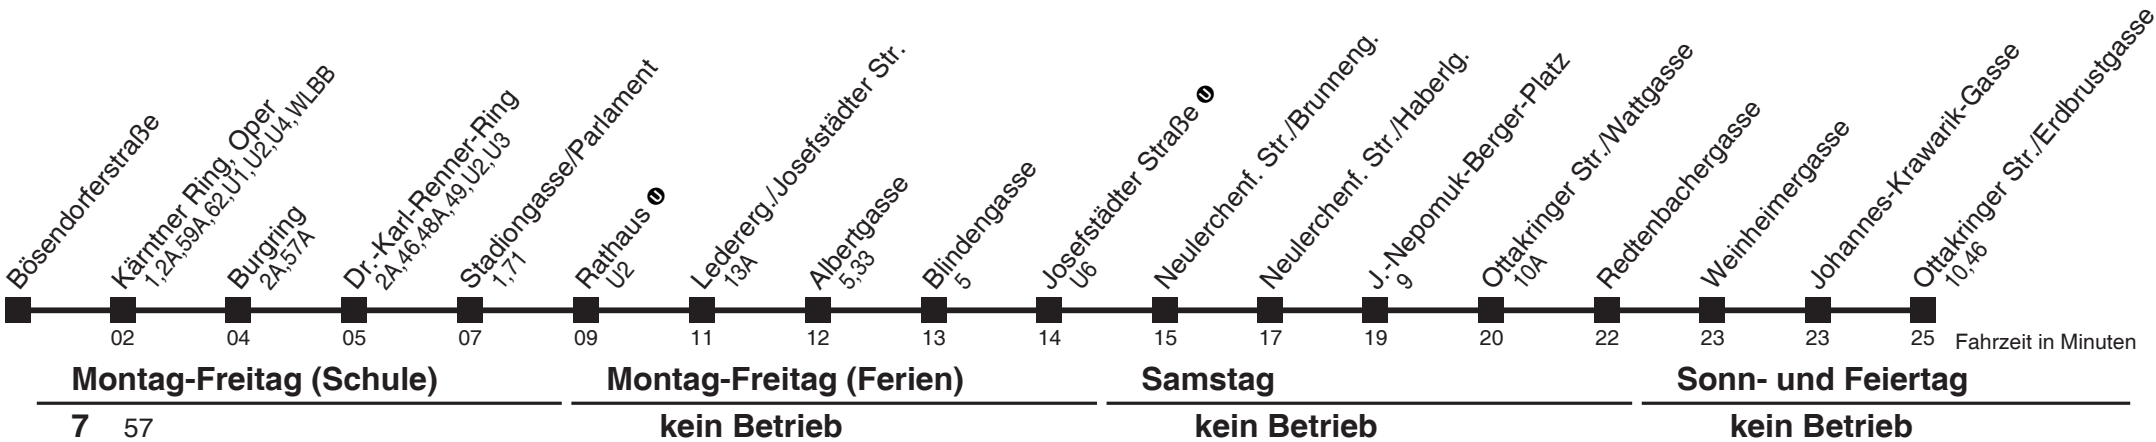 Bösendorferstraße
Kärntner Ring, Oper
1,2A,59A,62,U1,U2,U4,WLBB
Burgring
2A,57A
Dr.-Karl-Renner-Ring
2A,46,48A,49,U2,U3
Stadiongasse/Parlament
1,71
Rathaus U
U2
Ledererg./Josefstädter Str.
13A
Albertgasse
5,33
Blindengasse
5
Josefstädter Straße U
U6
Neulerchenf. Str./Brunneng.
Neulerchenf. Str./Haberlg.
J.-Nepomuk-Berger-Platz
9
Ottakringer Str./Wattgasse
10A
Redtenbachergasse
Weinheimergasse
Johannes-Krawarik-Gasse
Ottakringer Str./Erdbrustgasse
10,46
02 04 05 07 09 11 12 13 14 15 17 19 20 22 23 23 25 Fahrzeit in Minuten
Montag-Freitag (Schule) Montag-Freitag (Ferien) Samstag Sonn- und Feiertag
7 57 kein Betrieb kein Betrieb kein Betrieb